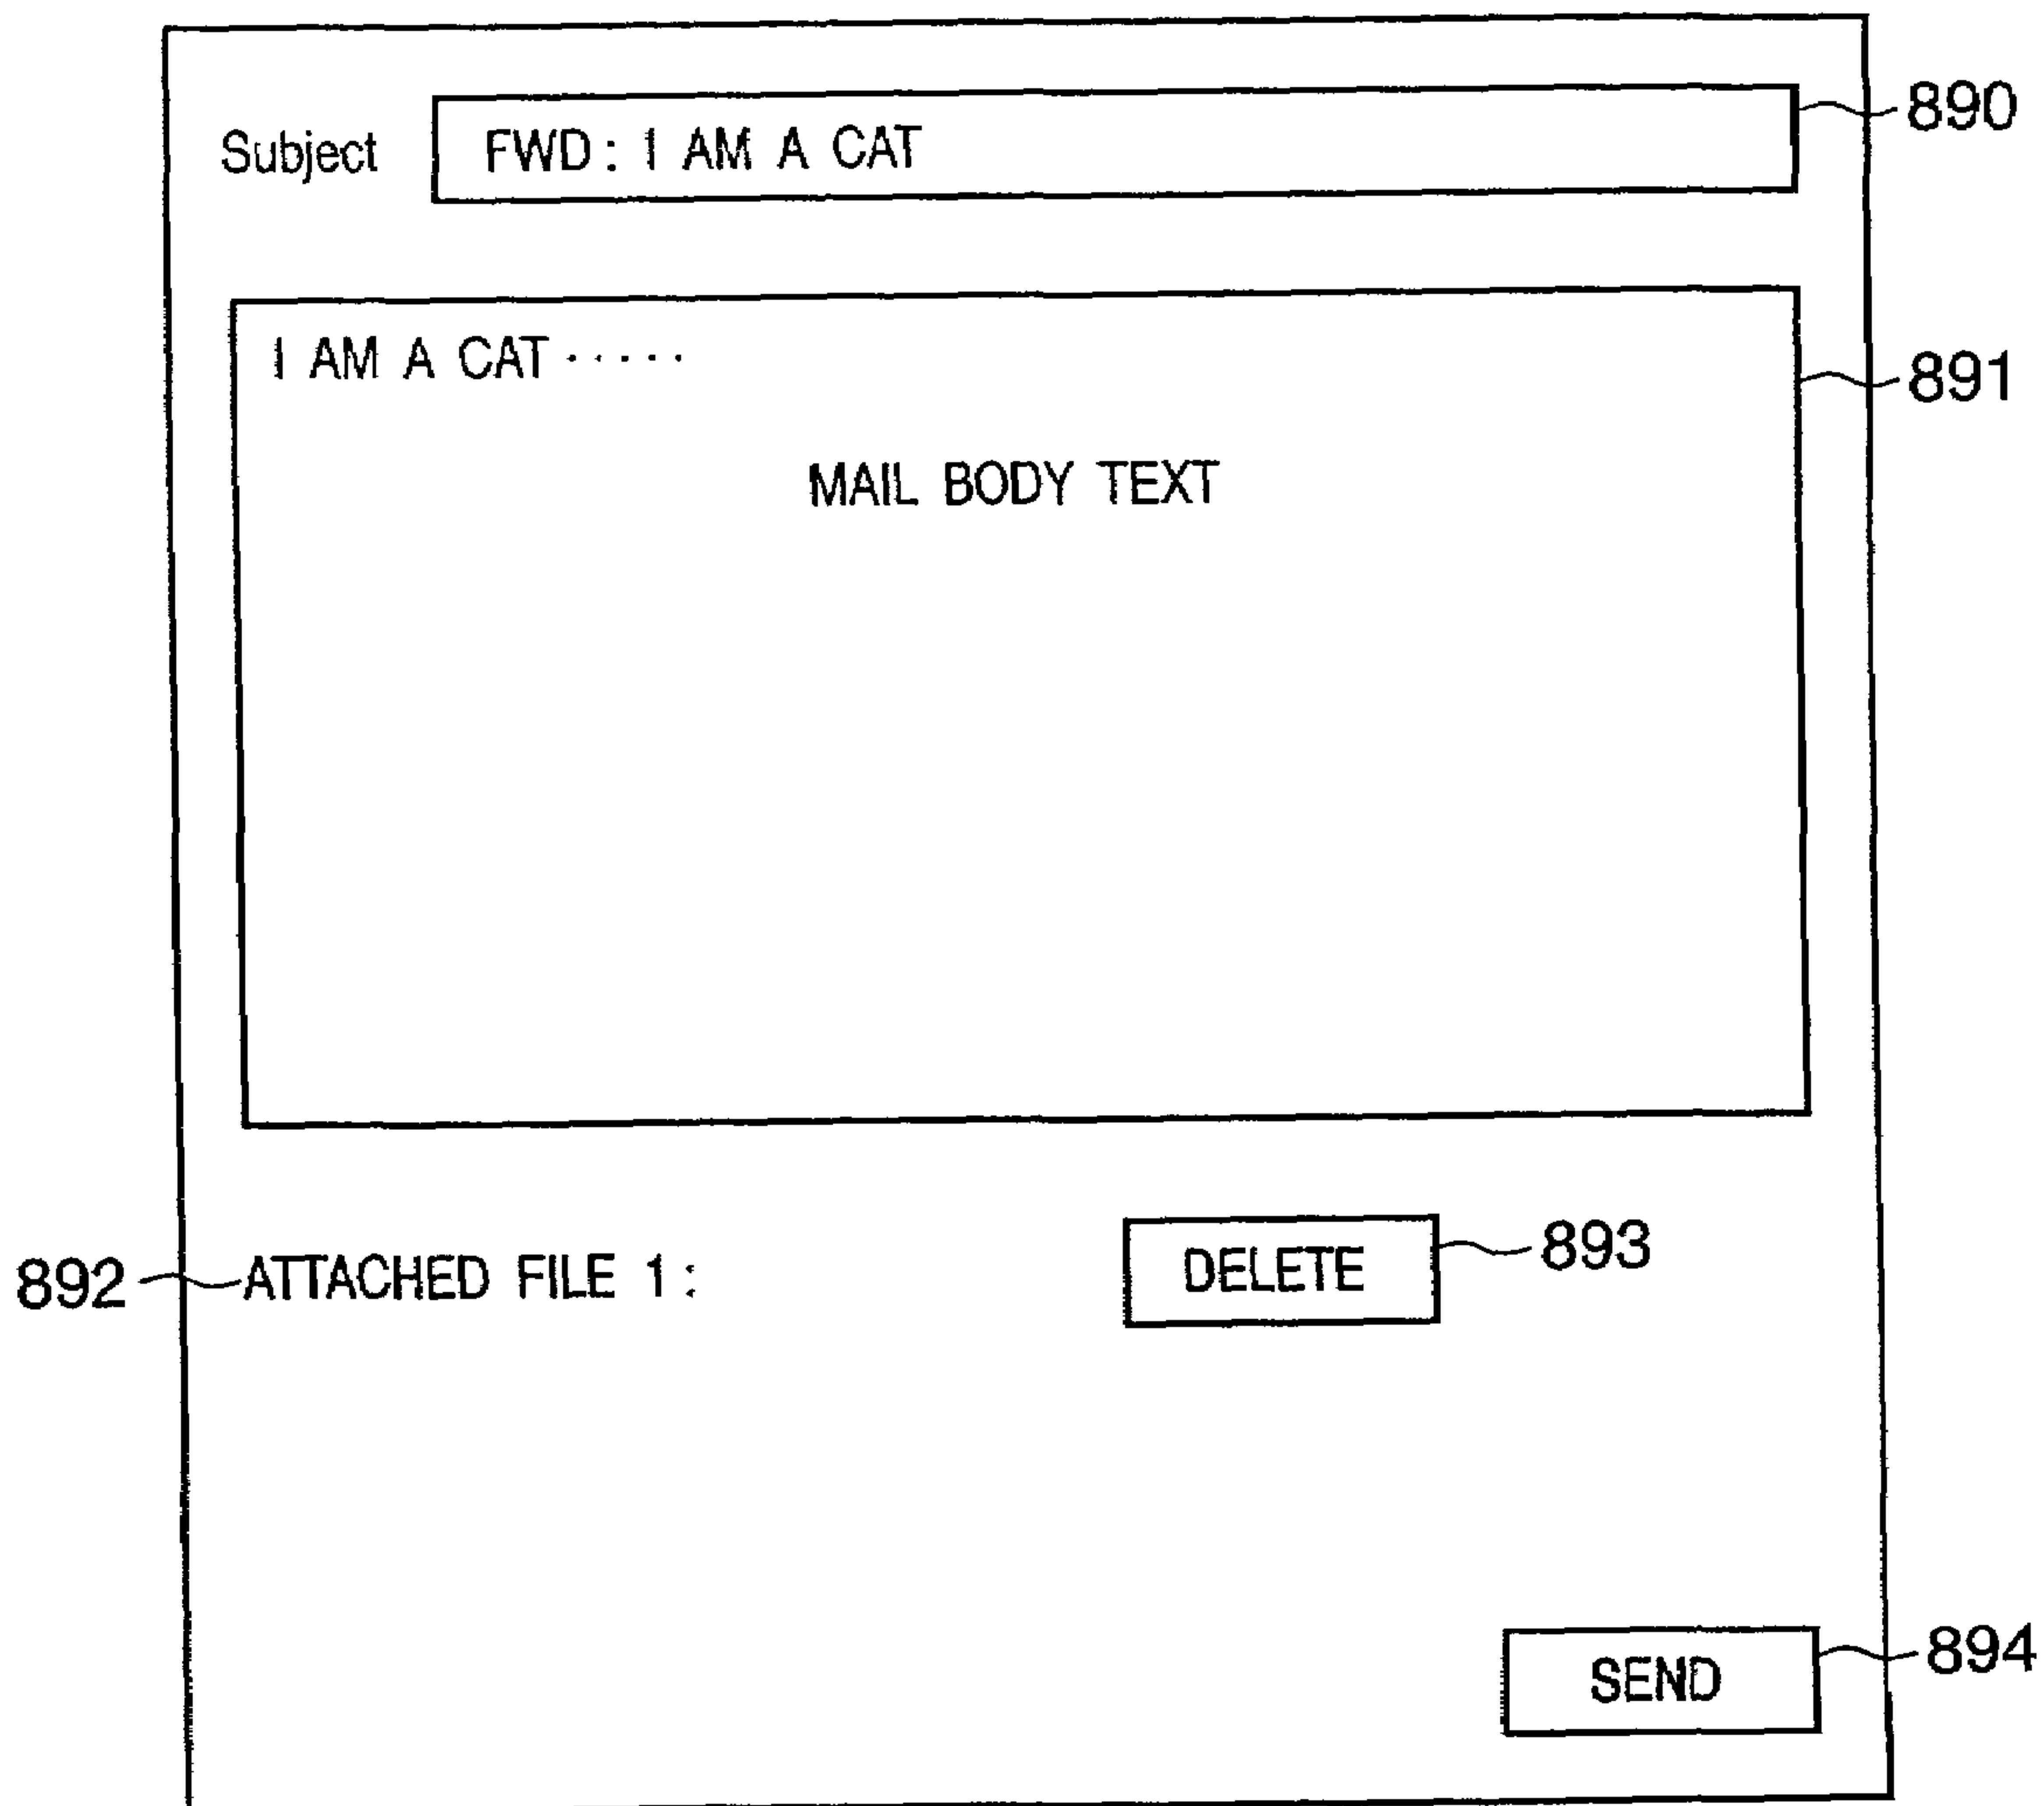 Subject FWD: I AM A CAT 890
I AM A CAT ·····
891
MAIL BODY TEXT
892 ATTACHED FILE 1: DELETE 893
SEND 894